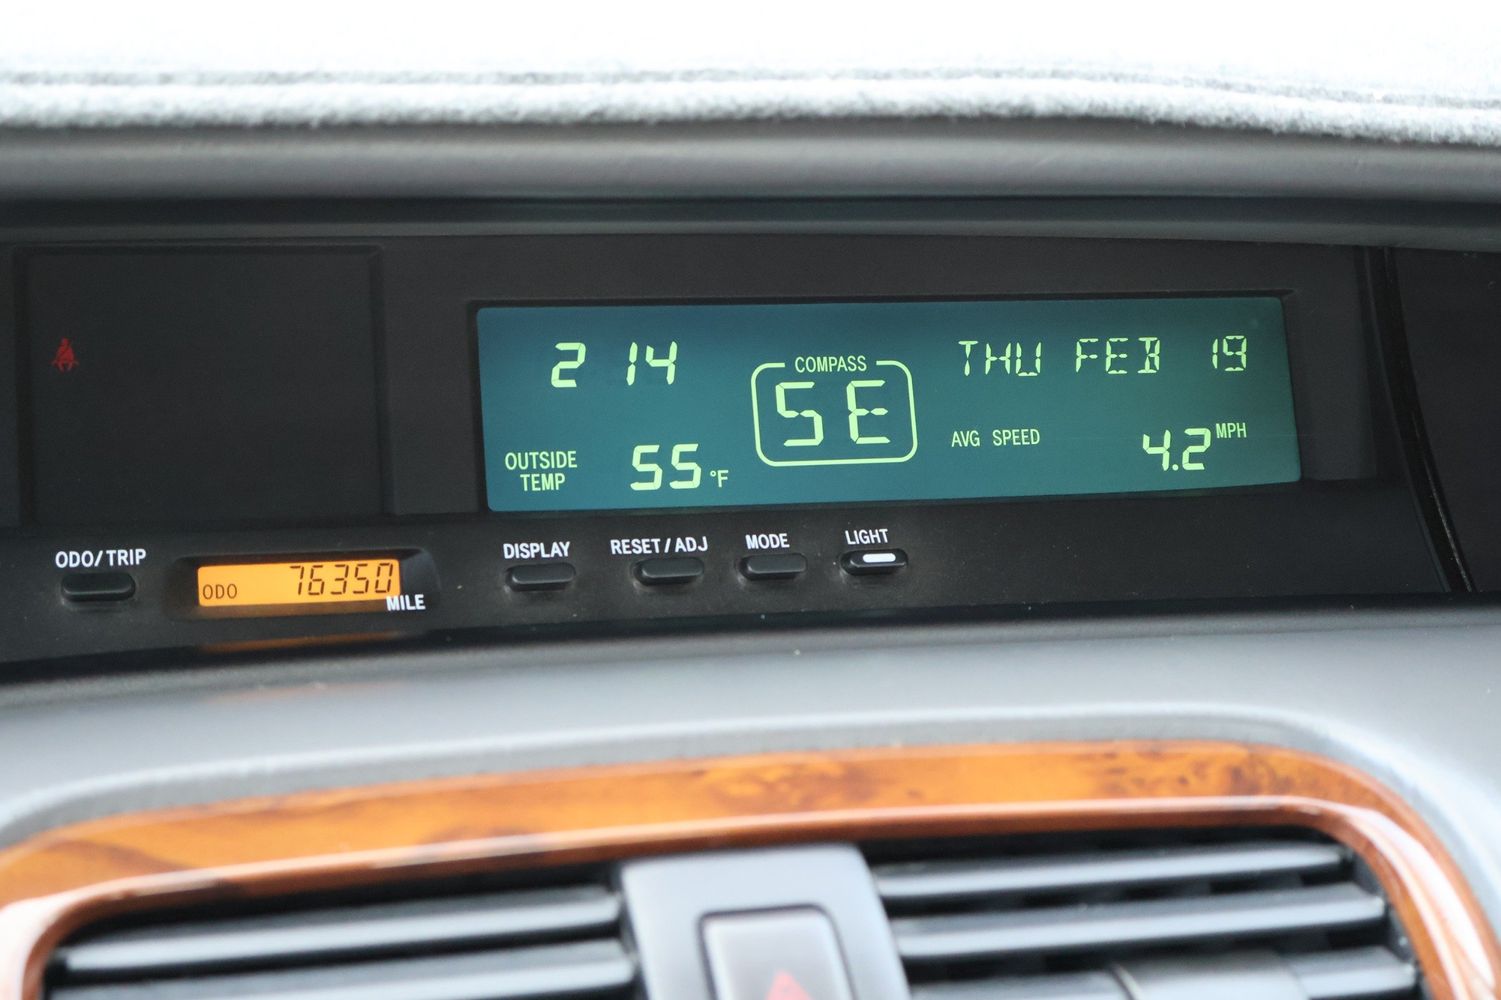 2 14
COMPASS
SE
THU FEB 19
OUTSIDE
TEMP
55 °F
AVG SPEED
4.2 MPH
ODO/TRIP
ODO 76350
MILE
DISPLAY
RESET/ADJ
MODE
LIGHT